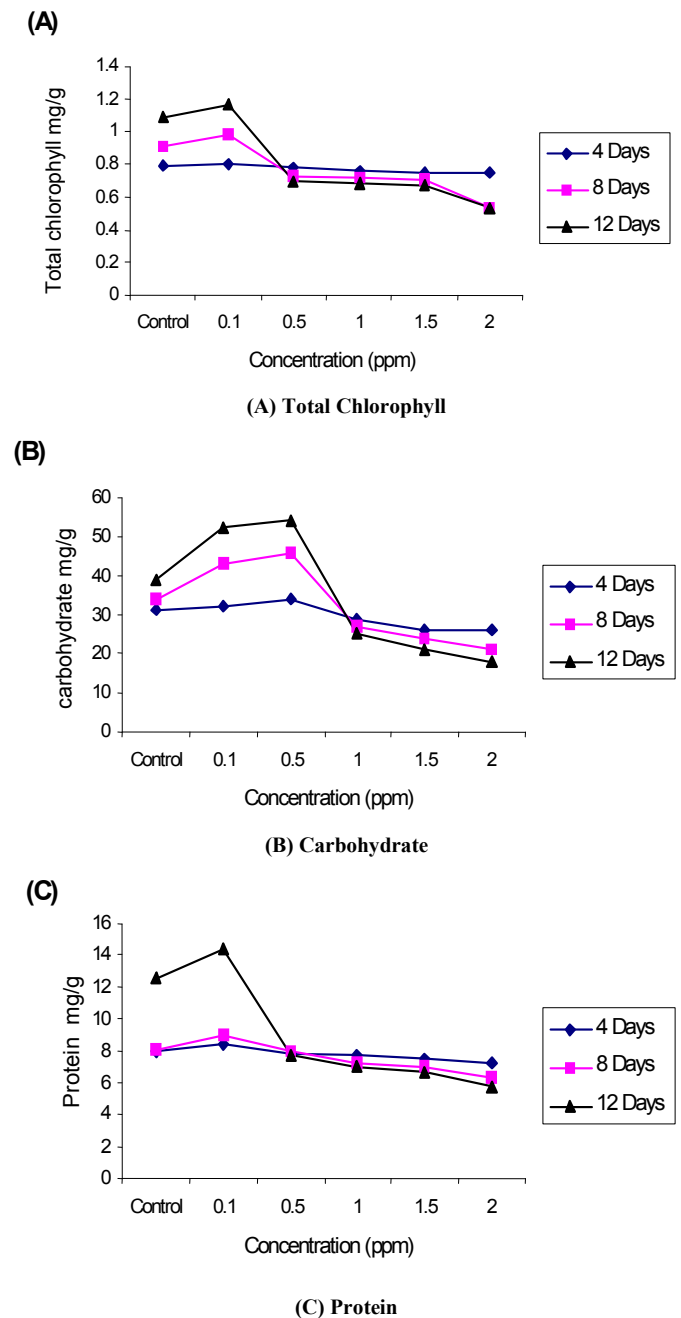 (A)
Total chlorophyll mg/g
1.4
1.2
1
0.8
0.6
0.4
0.2
0
Control 0.1 0.5 1 1.5 2
Concentration (ppm)
4 Days
8 Days
12 Days
(A) Total Chlorophyll
(B)
carbohydrate mg/g
60
50
40
30
20
10
0
Control 0.1 0.5 1 1.5 2
Concentration (ppm)
4 Days
8 Days
12 Days
(B) Carbohydrate
(C)
Protein mg/g
16
14
12
10
8
6
4
2
0
Control 0.1 0.5 1 1.5 2
Concentration (ppm)
4 Days
8 Days
12 Days
(C) Protein